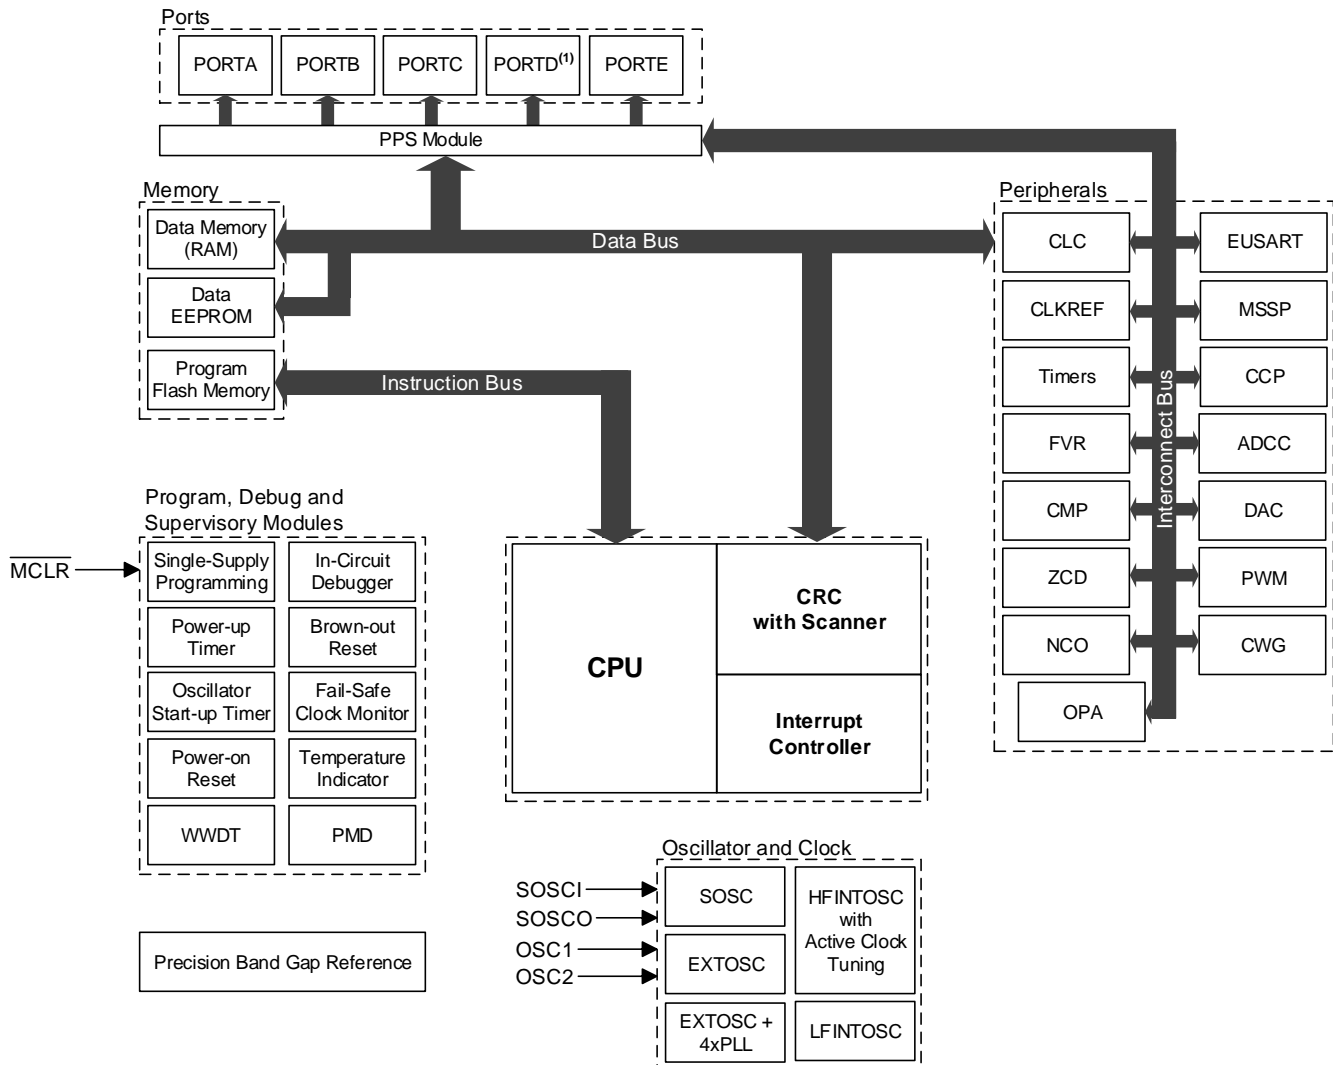 Ports
PORTA
PORTB
PORTC
PORTD(1)
PORTE
PPS Module
Memory
Data Memory
(RAM)
Data
EEPROM
Program
Flash Memory
Data Bus
Instruction Bus
Peripherals
CLC
EUSART
CLKREF
MSSP
Timers
CCP
FVR
ADCC
CMP
DAC
ZCD
PWM
NCO
CWG
OPA
Interconnect Bus
Program, Debug and
Supervisory Modules
MCLR
Single-Supply
Programming
In-Circuit
Debugger
Power-up
Timer
Brown-out
Reset
Oscillator
Start-up Timer
Fail-Safe
Clock Monitor
Power-on
Reset
Temperature
Indicator
WWDT
PMD
CPU
CRC
with Scanner
Interrupt
Controller
Precision Band Gap Reference
Oscillator and Clock
SOSCI
SOSCO
OSC1
OSC2
SOSC
HFINTOSC
with
Active Clock
Tuning
EXTOSC
EXTOSC +
4xPLL
LFINTOSC